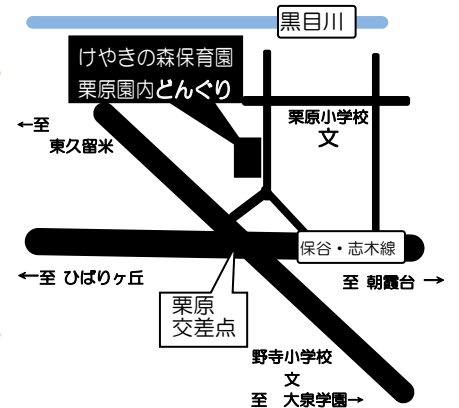 黒目川
けやきの森保育園
栗原園内どんぐり
栗原小学校
文
←至
東久留米
保谷・志木線
←至 ひばりヶ丘
至 朝霞台 →
栗原
交差点
野寺小学校
文
至 大泉学園→